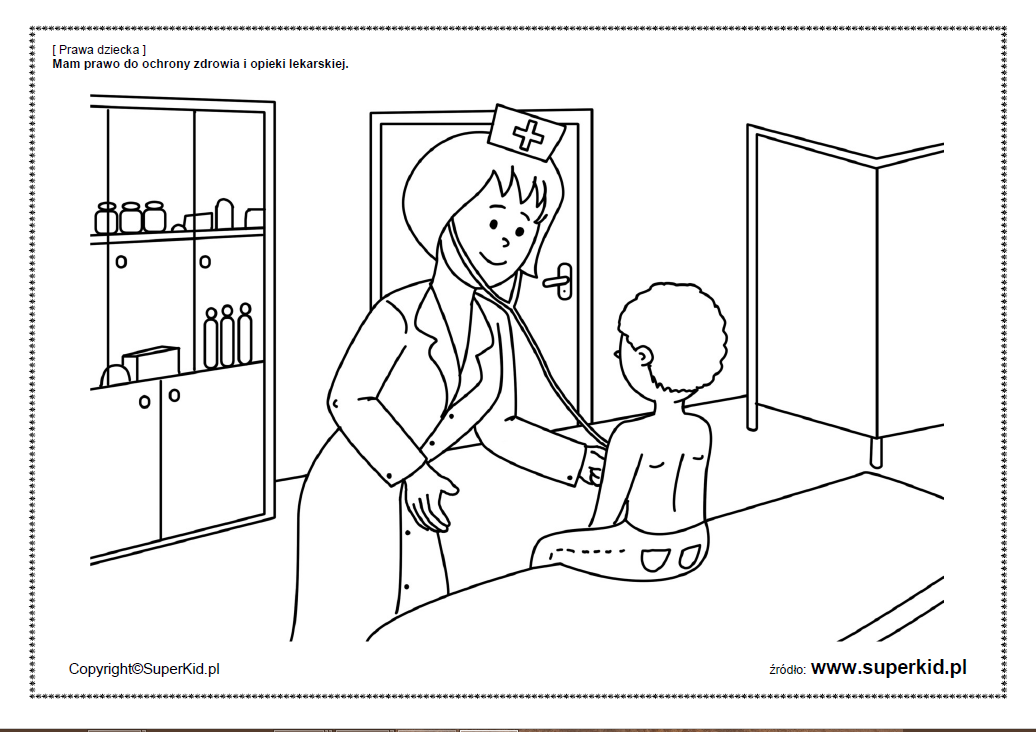 [ Prawa dziecka ]
Mam prawo do ochrony zdrowia i opieki lekarskiej.
Copyright©SuperKid.pl
źródło: www.superkid.pl